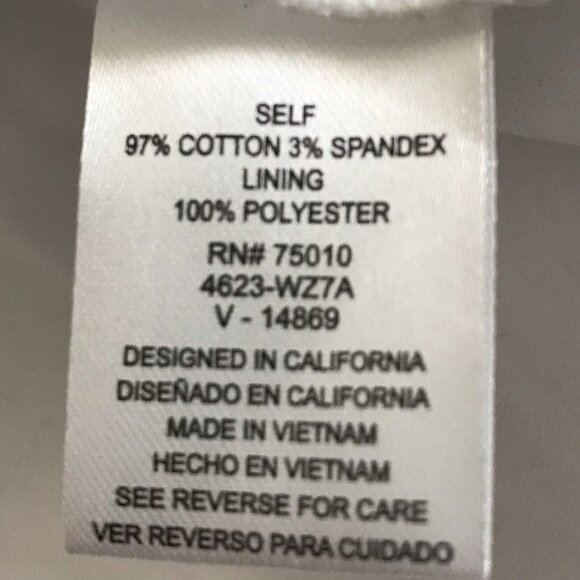 SELF
97% COTTON 3% SPANDEX
LINING
100% POLYESTER
RN# 75010
4623-WZ7A
V - 14869
DESIGNED IN CALIFORNIA
DISEÑADO EN CALIFORNIA
MADE IN VIETNAM
HECHO EN VIETNAM
SEE REVERSE FOR CARE
VER REVERSO PARA CUIDADO